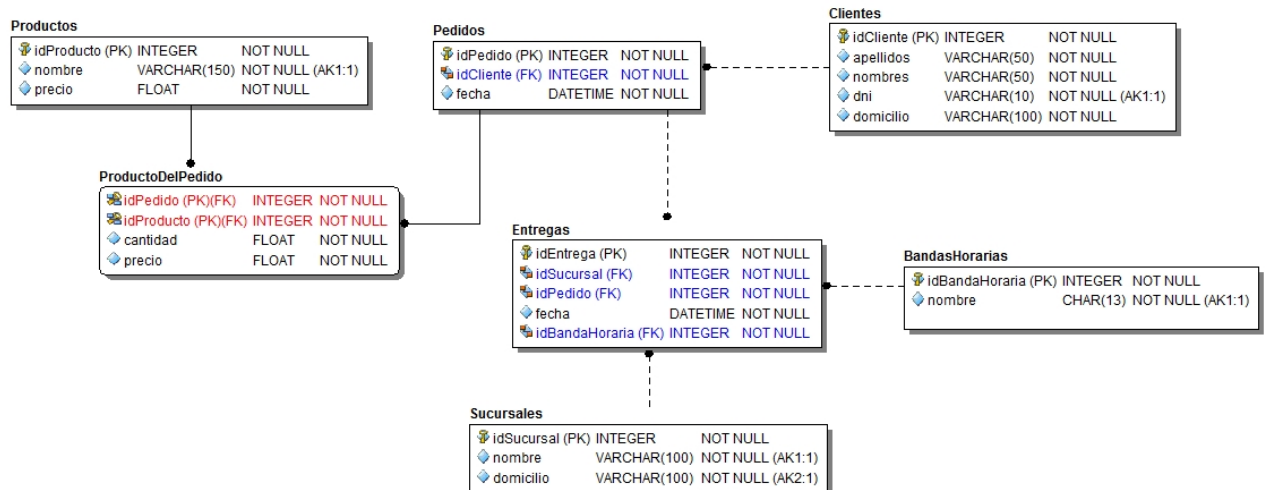 Productos
idProducto (PK) INTEGER NOT NULL
nombre VARCHAR(150) NOT NULL (AK1:1)
precio FLOAT NOT NULL
Pedidos
idPedido (PK) INTEGER NOT NULL
idCliente (FK) INTEGER NOT NULL
fecha DATETIME NOT NULL
Clientes
idCliente (PK) INTEGER NOT NULL
apellidos VARCHAR(50) NOT NULL
nombres VARCHAR(50) NOT NULL
dni VARCHAR(10) NOT NULL (AK1:1)
domicilio VARCHAR(100) NOT NULL
ProductoDelPedido
idPedido (PK)(FK) INTEGER NOT NULL
idProducto (PK)(FK) INTEGER NOT NULL
cantidad FLOAT NOT NULL
precio FLOAT NOT NULL
Entregas
idEntrega (PK) INTEGER NOT NULL
idSucursal (FK) INTEGER NOT NULL
idPedido (FK) INTEGER NOT NULL
fecha DATETIME NOT NULL
idBandaHoraria (FK) INTEGER NOT NULL
BandasHorarias
idBandaHoraria (PK) INTEGER NOT NULL
nombre CHAR(13) NOT NULL (AK1:1)
Sucursales
idSucursal (PK) INTEGER NOT NULL
nombre VARCHAR(100) NOT NULL (AK1:1)
domicilio VARCHAR(100) NOT NULL (AK2:1)